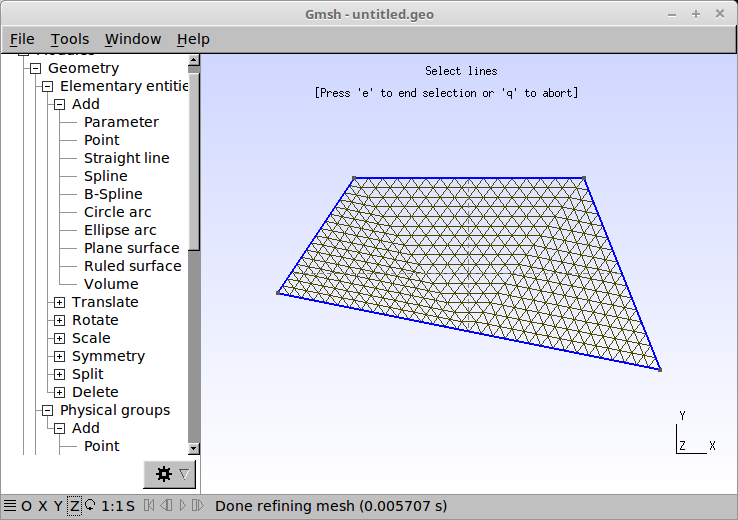 Gmsh - untitled.geo
File Tools Window Help
Geometry
Elementary entitie
Add
Parameter
Point
Straight line
Spline
B-Spline
Circle arc
Ellipse arc
Plane surface
Ruled surface
Volume
Translate
Rotate
Scale
Symmetry
Split
Delete
Physical groups
Add
Point
Select lines
[Press 'e' to end selection or 'q' to abort]
Y
Z X
O X Y Z 1:1 S Done refining mesh (0.005707 s)